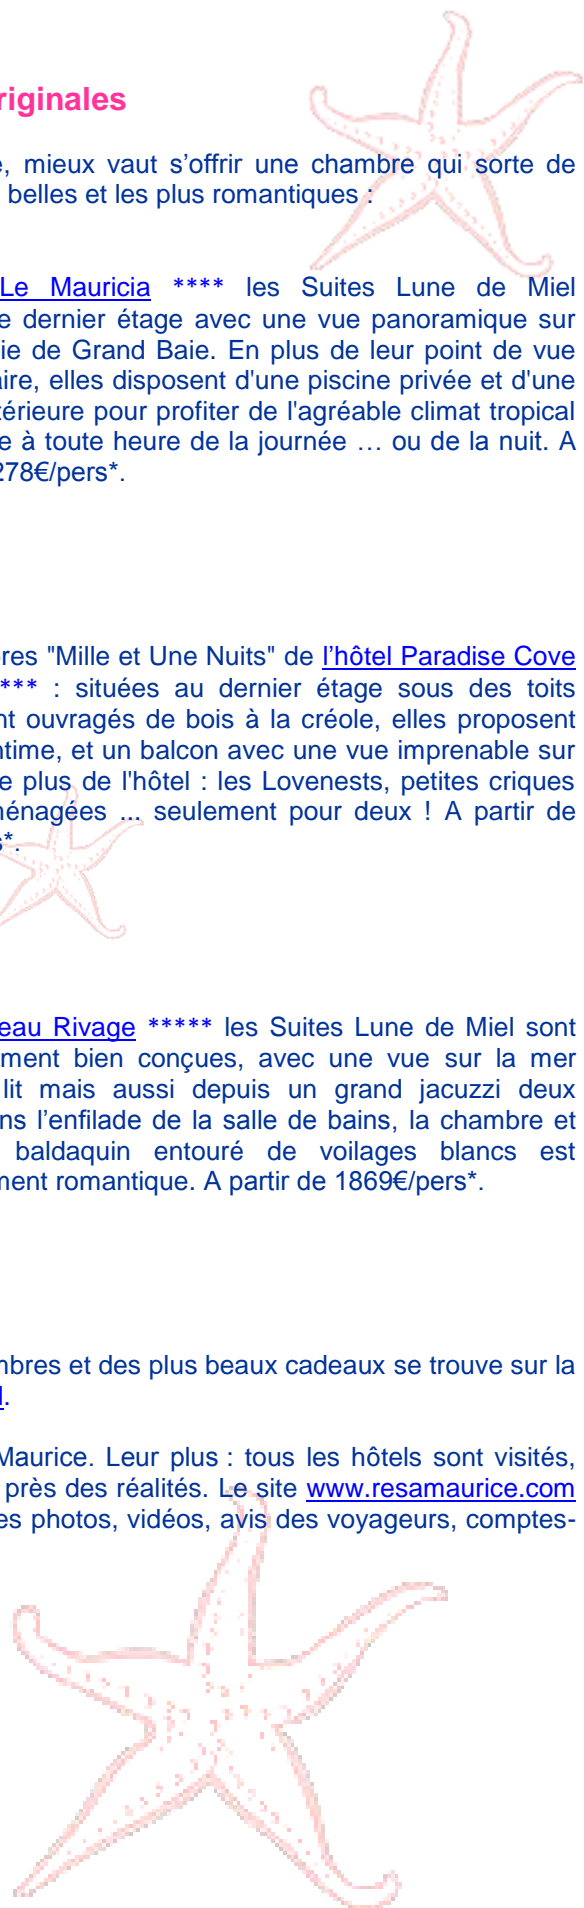 riginales
, mieux vaut s’offrir une chambre qui sorte de
belles et les plus romantiques :
Le Mauricia **** les Suites Lune de Miel
e dernier étage avec une vue panoramique sur
ie de Grand Baie. En plus de leur point de vue
aire, elles disposent d'une piscine privée et d'une
térieure pour profiter de l'agréable climat tropical
e à toute heure de la journée … ou de la nuit. A
278€/pers*.
res "Mille et Une Nuits" de l’hôtel Paradise Cove
*** : situées au dernier étage sous des toits
nt ouvragés de bois à la créole, elles proposent
ntime, et un balcon avec une vue imprenable sur
e plus de l'hôtel : les Lovenests, petites criques
ménagées ... seulement pour deux ! A partir de
s*.
eau Rivage ***** les Suites Lune de Miel sont
ment bien conçues, avec une vue sur la mer
lit mais aussi depuis un grand jacuzzi deux
ns l’enfilade de la salle de bains, la chambre et
baldaquin entouré de voilages blancs est
ment romantique. A partir de 1869€/pers*.
mbres et des plus beaux cadeaux se trouve sur la
l.
Maurice. Leur plus : tous les hôtels sont visités,
près des réalités. Le site www.resamaurice.com
es photos, vidéos, avis des voyageurs, comptes-